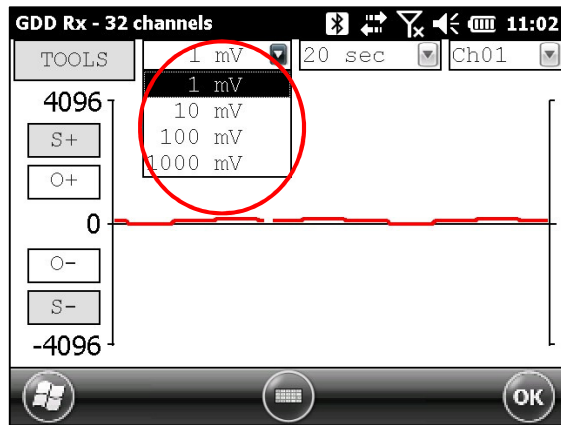 GDD Rx - 32 channels 11:02
TOOLS 1 mV 20 sec Ch01
1 mV
10 mV
100 mV
1000 mV
4096
S+
O+
0
O-
S-
-4096
OK